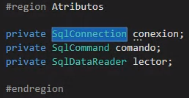 #region Atributos
private SqlConnection conexion;
private SqlCommand comando;
private SqlDataReader lector;
#endregion